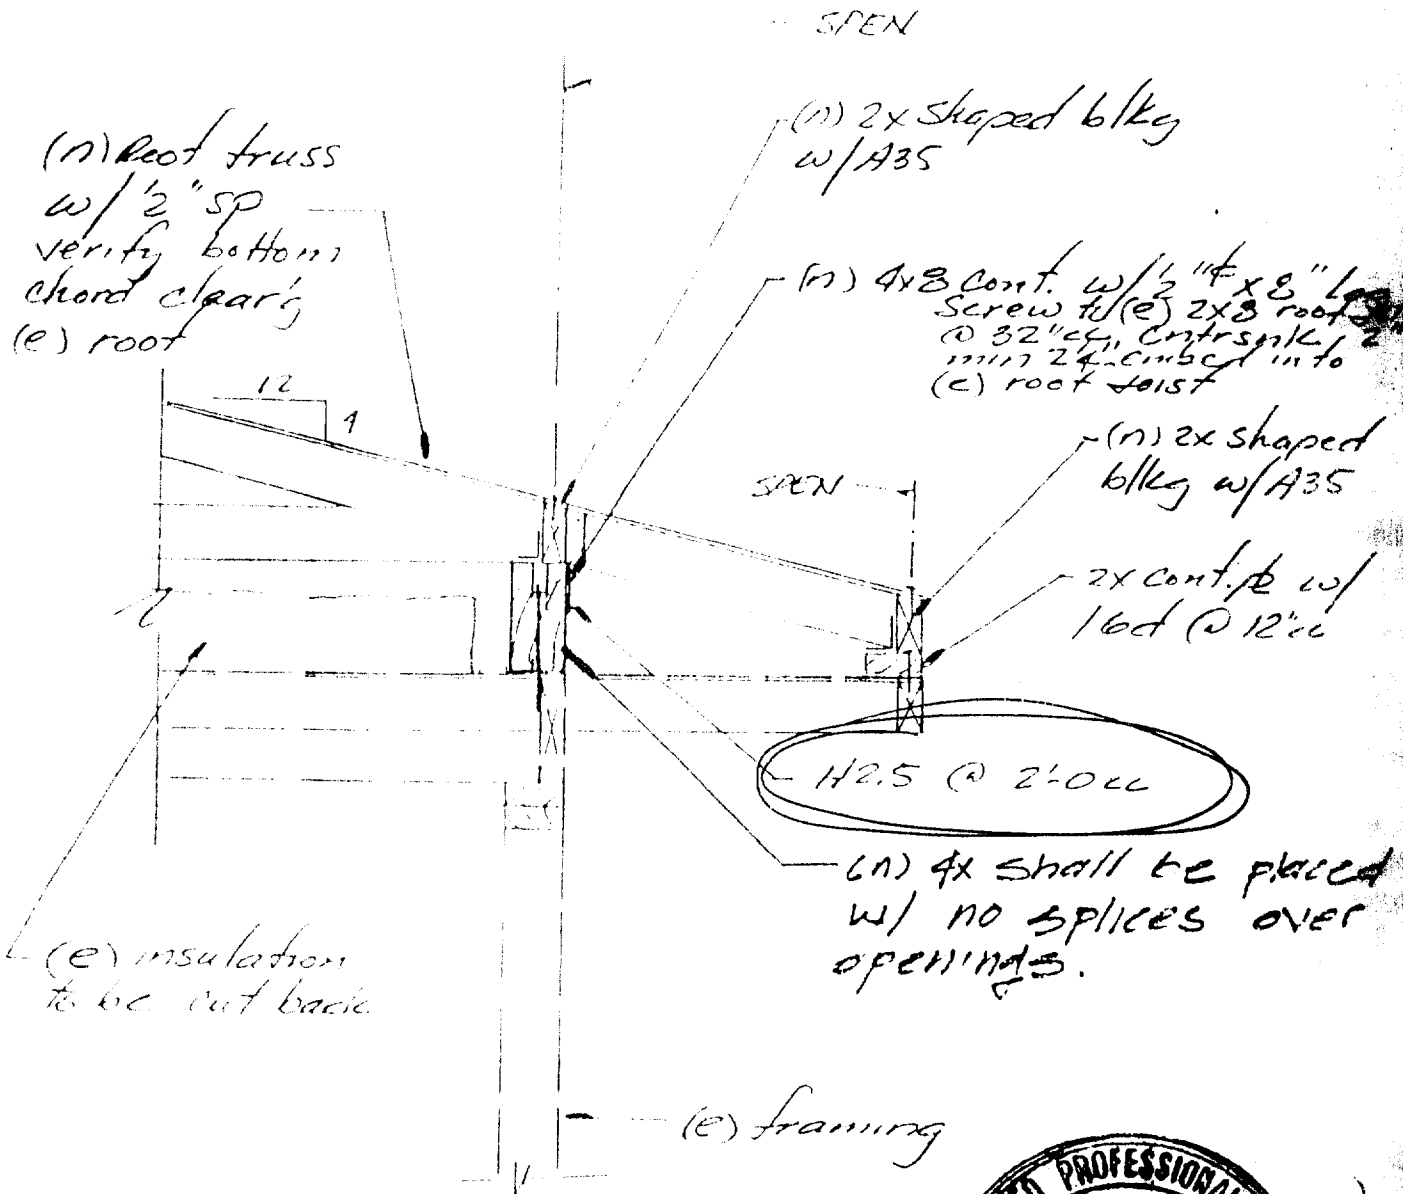 SPEN
(n) Roof truss
w/ 1/2" SP
verify bottom
chord clear'g
(e) roof
(n) 2x shaped blkg
w/A35
(n) 4x8 cont. w/ 1/2"⌀ x 8" Lag
Screw to (e) 2x8 roof
@ 32"cc, cntrsnk
min 2 1/4 embed into
(e) roof joist
12
4
SPEN
(n) 2x shaped
blkg w/A35
2x cont. ℄ w/
16d @ 12"cc
H2.5 @ 2'-0 cc
(n) 4x shall be placed
w/ no splices over
openings.
(e) insulation
to be cut back
(e) framing
PROFESSIONAL